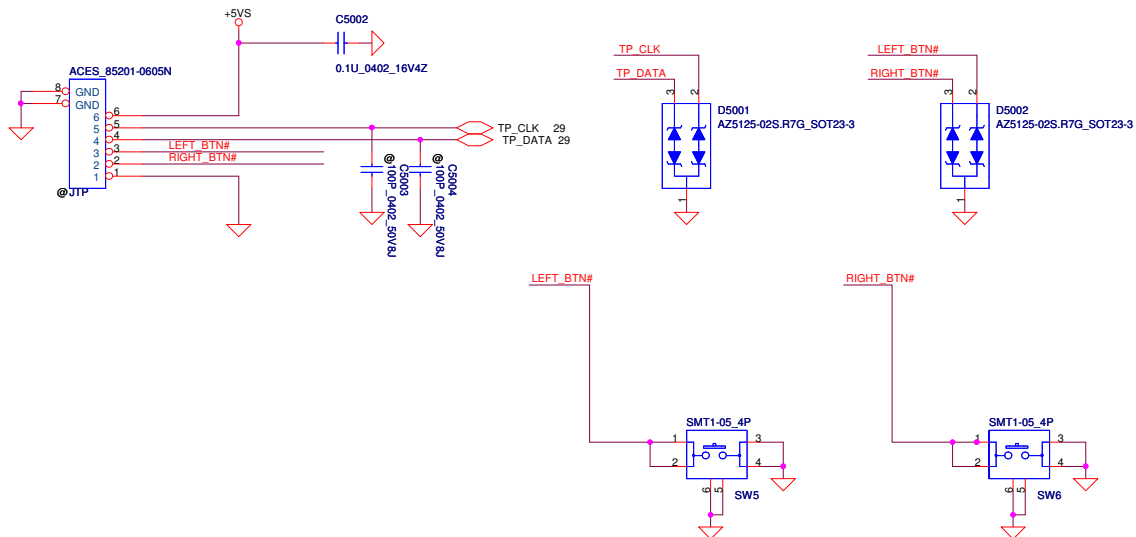 +5VS
C5002
0.1U_0402_16V4Z
ACES_85201-0605N
8
GND
7
GND
6
6
5
5
4
4
3
3
2
2
1
1
@JTP
LEFT_BTN#
RIGHT_BTN#
TP_CLK 29
TP_DATA 29
@
C5003
100P_0402_50V8J
@
C5004
100P_0402_50V8J
TP_CLK
TP_DATA
3
2
D5001
AZ5125-02S.R7G_SOT23-3
1
LEFT_BTN#
RIGHT_BTN#
3
2
D5002
AZ5125-02S.R7G_SOT23-3
1
LEFT_BTN#
SMT1-05_4P
1
3
2
4
6
5
SW5
RIGHT_BTN#
SMT1-05_4P
1
3
2
4
6
5
SW6